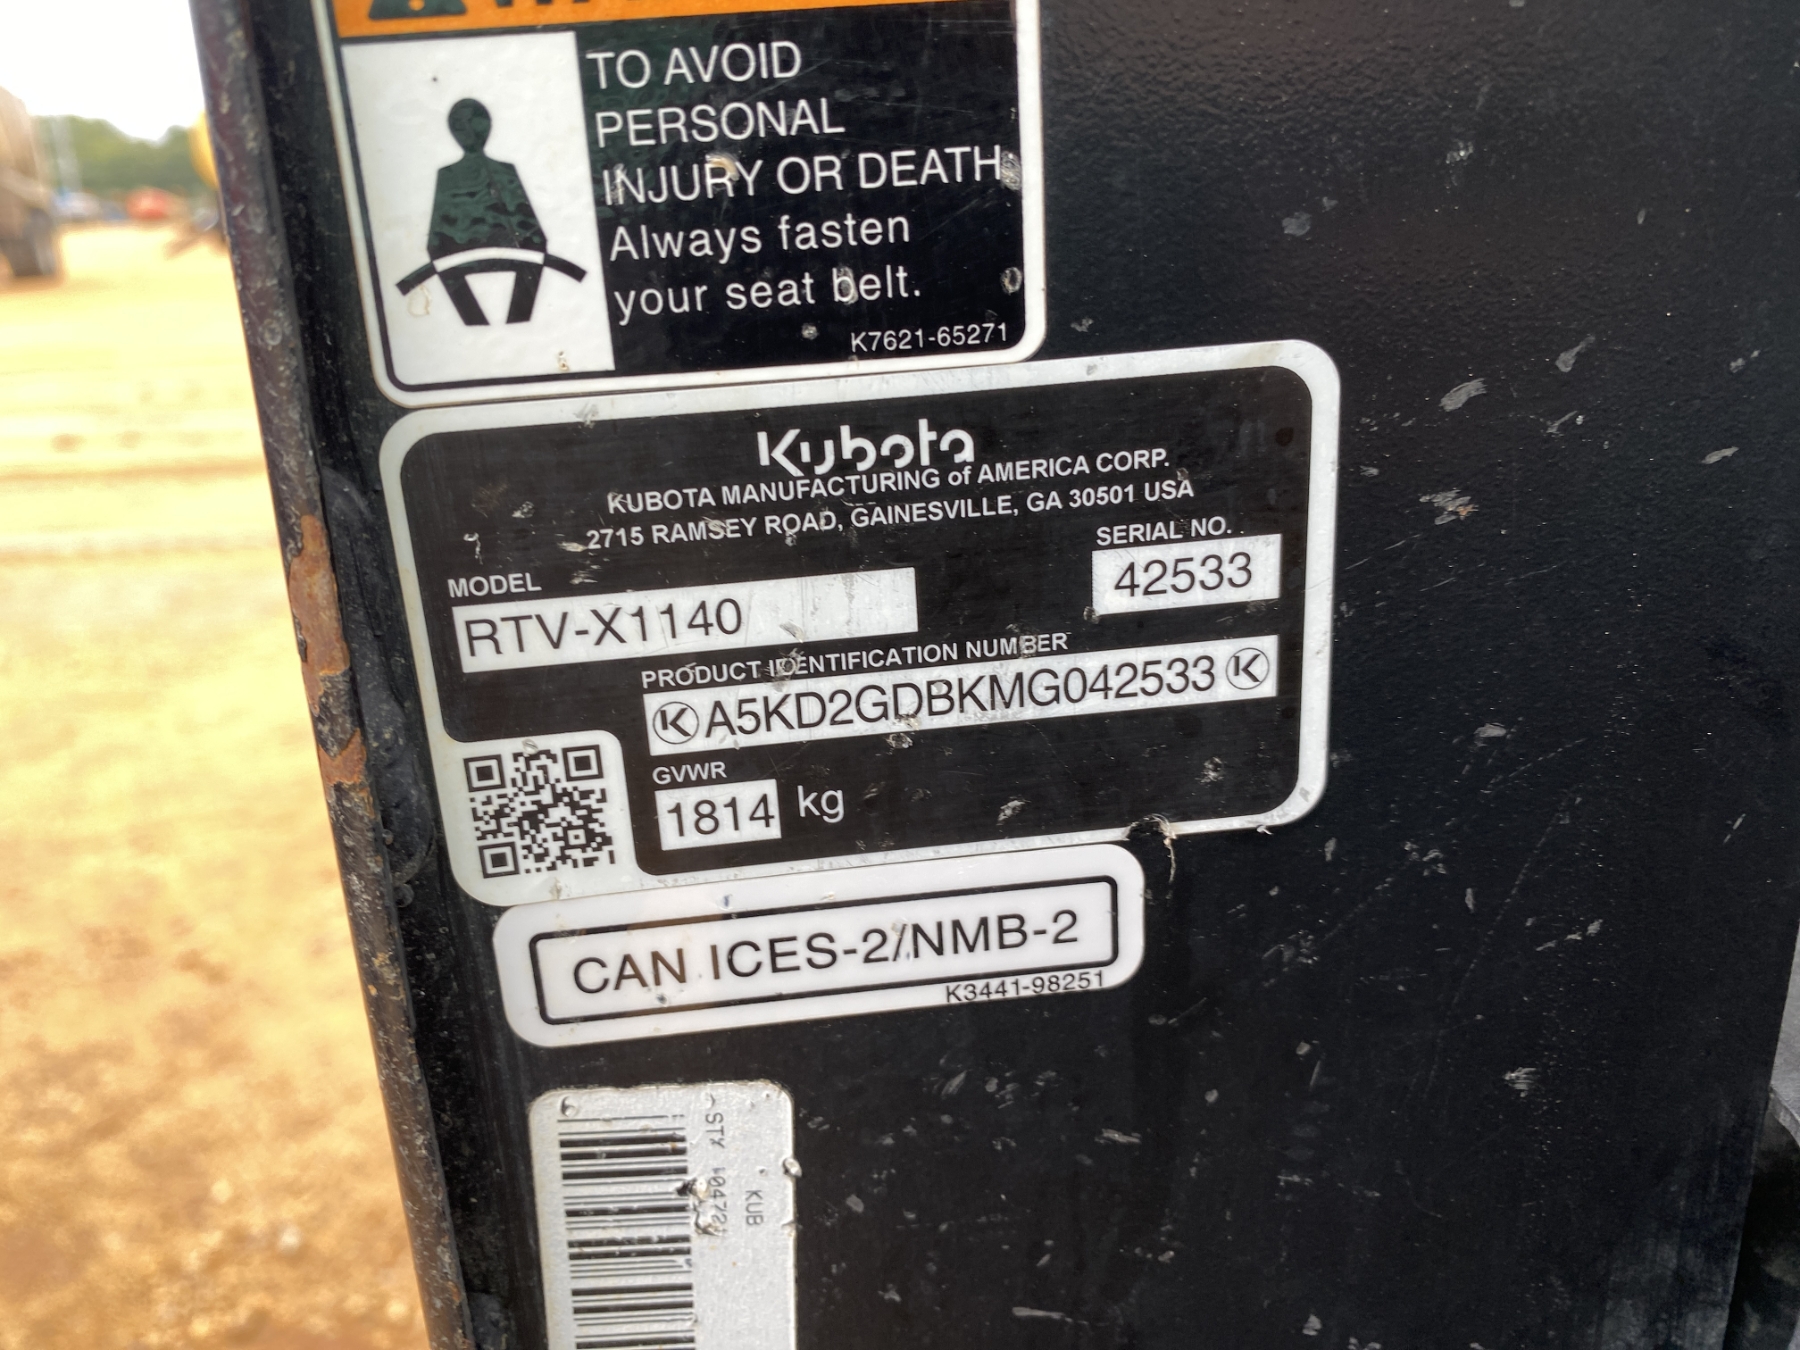 TO AVOID
PERSONAL
INJURY OR DEATH
Always fasten
your seat belt.
K7621-65271
Kubota
KUBOTA MANUFACTURING of AMERICA CORP.
2715 RAMSEY ROAD, GAINESVILLE, GA 30501 USA
SERIAL NO.
42533
MODEL
RTV-X1140
PRODUCT IDENTIFICATION NUMBER
A5KD2GDBKMG042533
GVWR
1814 kg
CAN ICES-2/NMB-2
K3441-98251
KUB